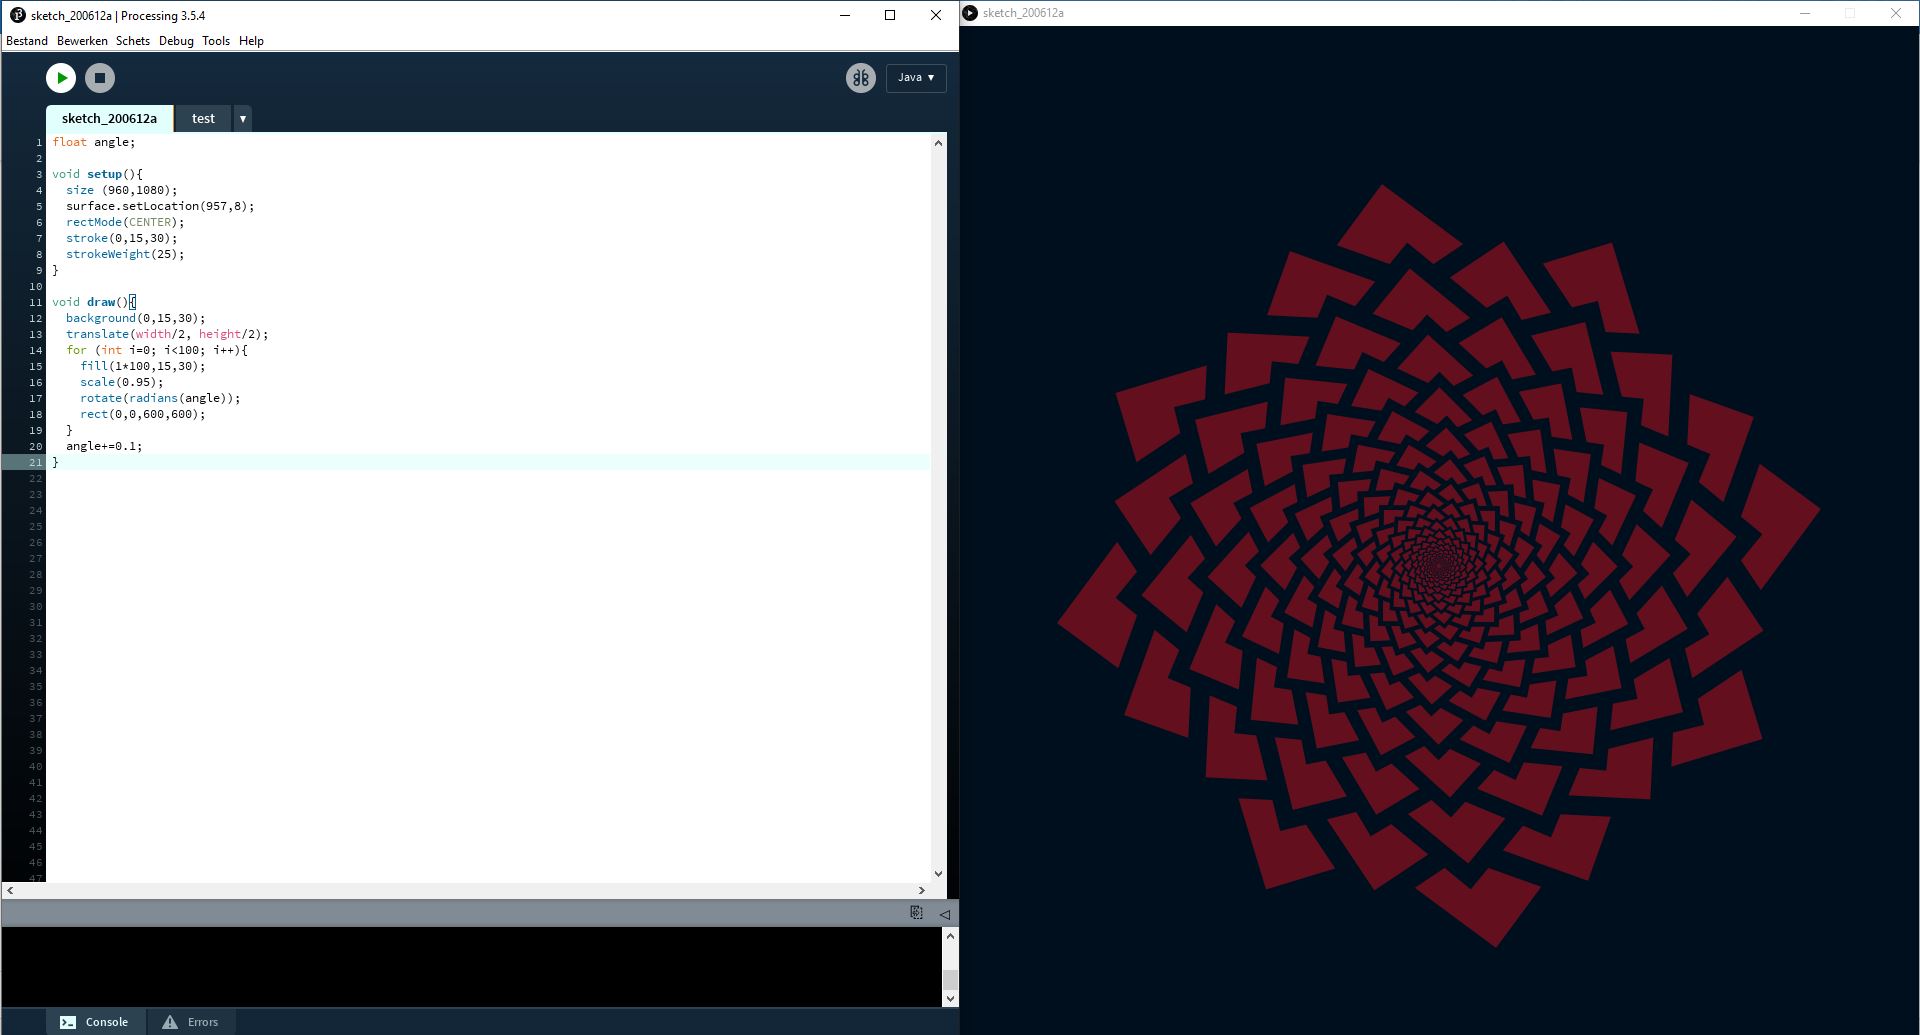 sketch_200612a | Processing 3.5.4
Bestand Bewerken Schets Debug Tools Help
Java ▾
sketch_200612a test ▾
1 float angle;
2
3 void setup(){
4   size (960,1080);
5   surface.setLocation(957,8);
6   rectMode(CENTER);
7   stroke(0,15,30);
8   strokeWeight(25);
9 }
10
11 void draw(){
12   background(0,15,30);
13   translate(width/2, height/2);
14   for (int i=0; i<100; i++){
15     fill(1*100,15,30);
16     scale(0.95);
17     rotate(radians(angle));
18     rect(0,0,600,600);
19   }
20   angle+=0.1;
21 }
22
23
24
25
26
27
28
29
30
31
32
33
34
35
36
37
38
39
40
41
42
43
44
45
46
47
Console Errors
sketch_200612a